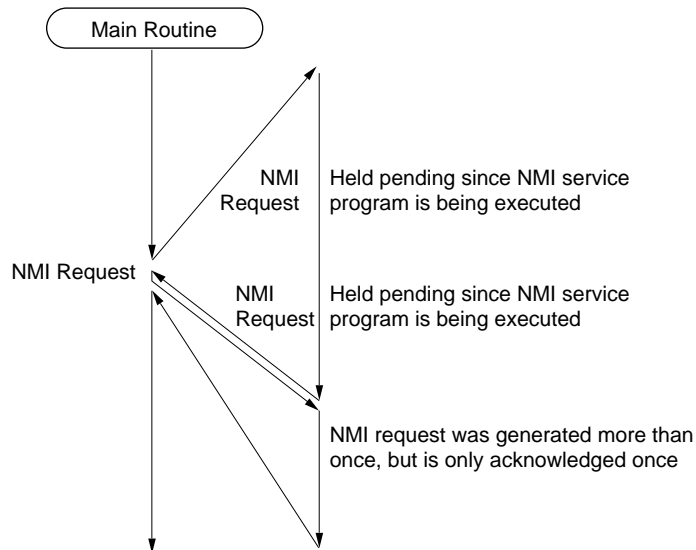 Main Routine
NMI
Request
Held pending since NMI service
program is being executed
NMI Request
NMI
Request
Held pending since NMI service
program is being executed
NMI request was generated more than
once, but is only acknowledged once